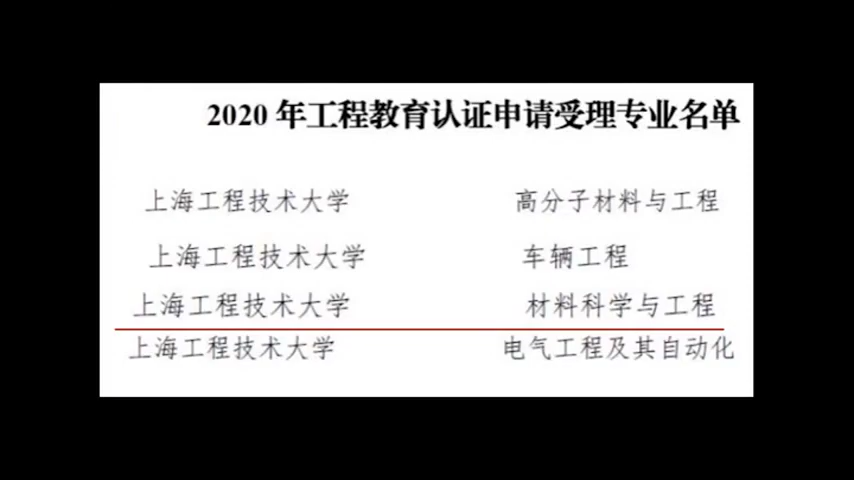 2020 年工程教育认证申请受理专业名单
上海工程技术大学 高分子材料与工程
上海工程技术大学 车辆工程
上海工程技术大学 材料科学与工程
上海工程技术大学 电气工程及其自动化